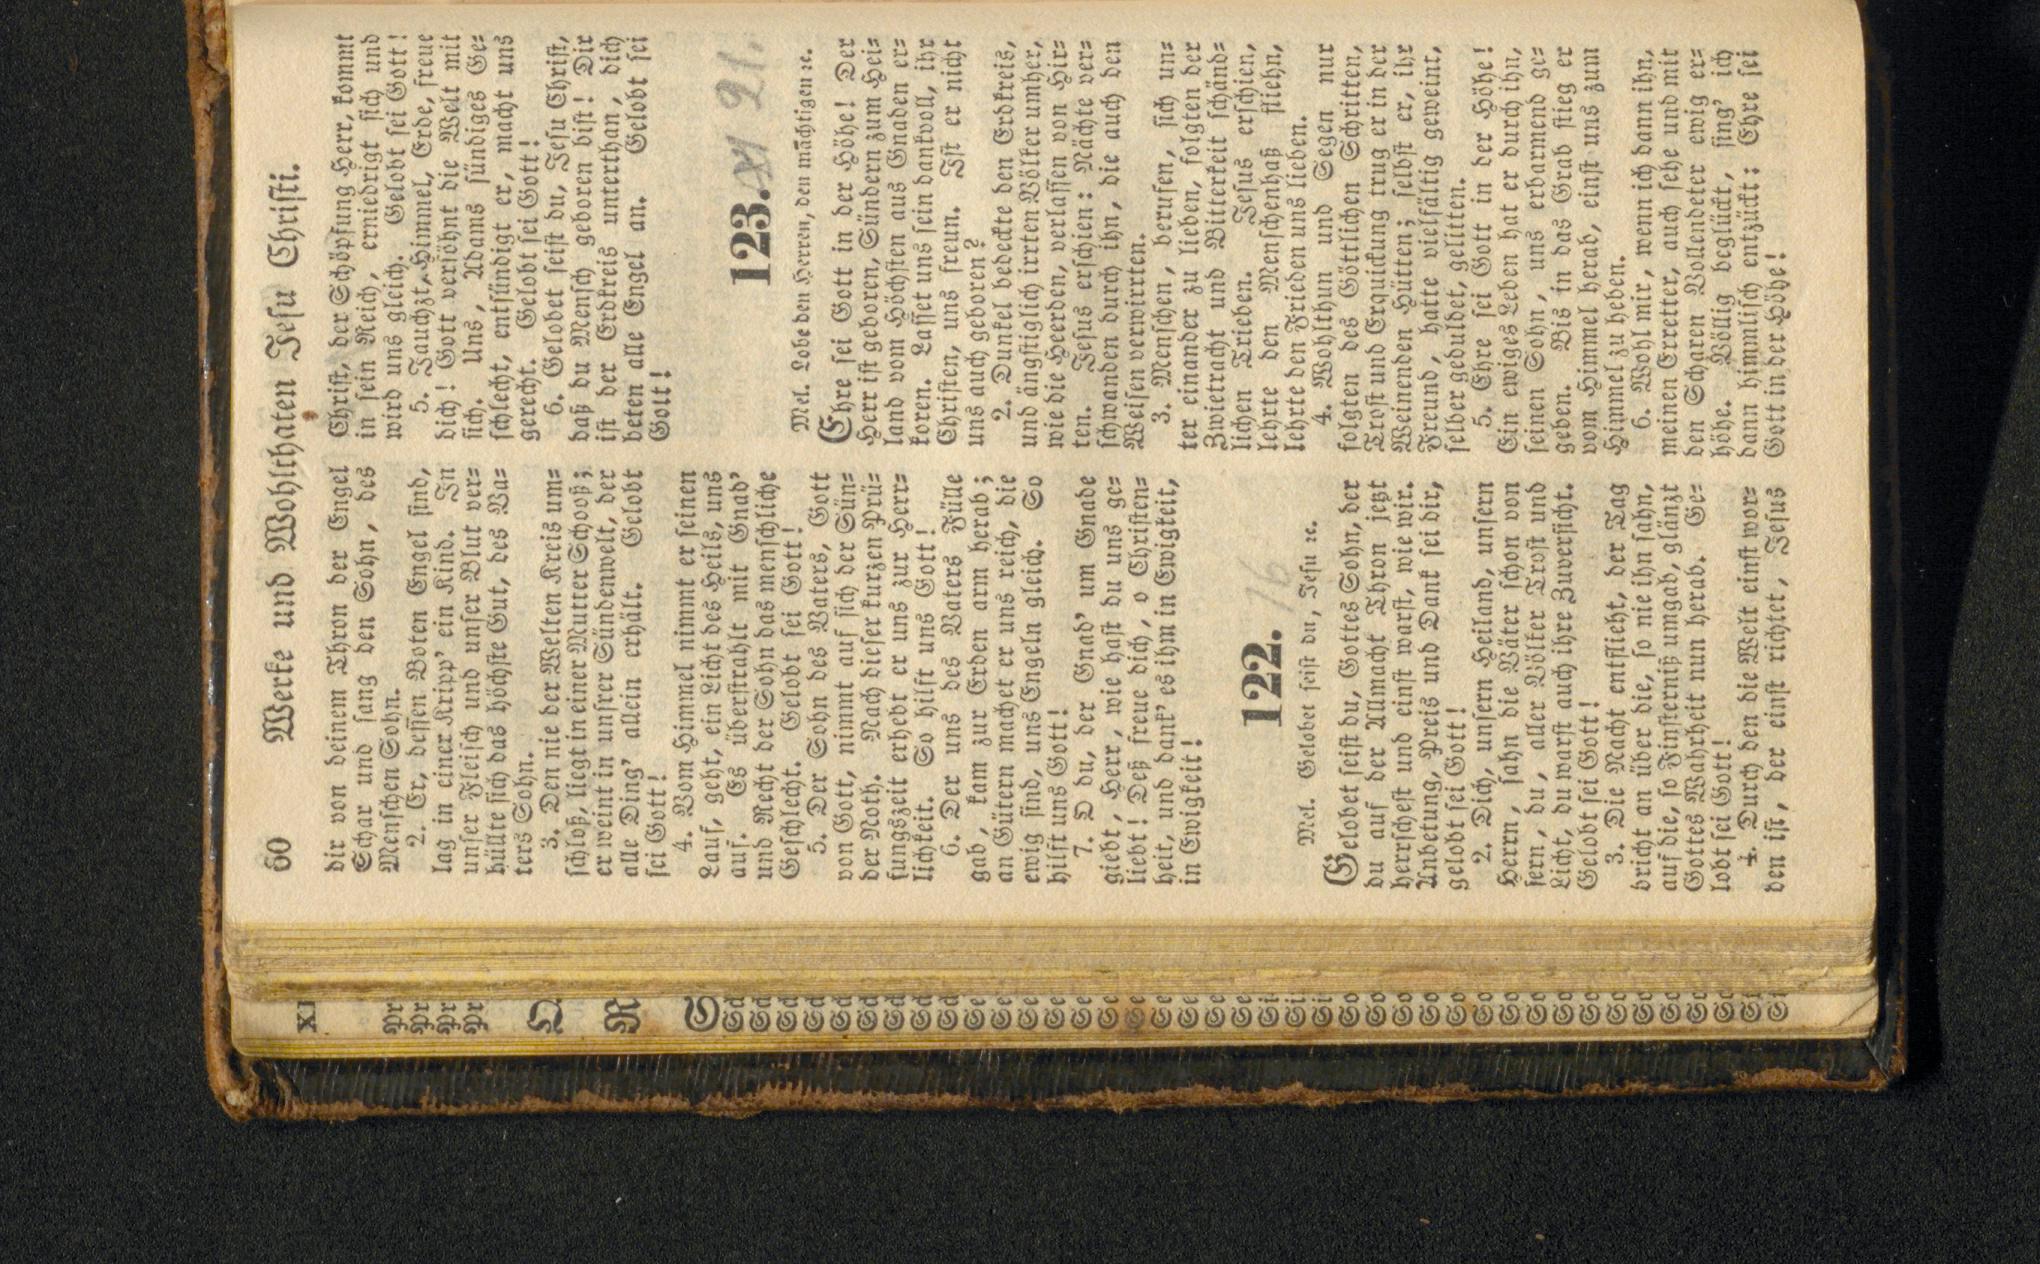 60 Werke und Wohlthaten Jesu Christi.
dir von deinem Thron der Engel
Schar und sang den Sohn, des
Menschen Sohn.
2. Er, dessen Boten Engel sind,
lag in einer Kripp' ein Kind. In
unser Fleisch und unser Blut ver=
hüllte sich das höchste Gut, des Va=
ters Sohn.
3. Den nie der Welten Kreis um=
schloß, liegt in einer Mutter Schooß;
er weint in unsrer Sündenwelt, der
alle Ding' allein erhält. Gelobt
sei Gott!
4. Vom Himmel nimmt er seinen
Lauf, geht, ein Licht des Heils, uns
auf. Es überstrahlt mit Gnad'
und Recht der Sohn das menschliche
Geschlecht. Gelobt sei Gott!
5. Der Sohn des Vaters, Gott
von Gott, nimmt auf sich der Sün=
der Noth. Nach dieser kurzen Prü=
fungszeit erhebt er uns zur Herr=
lichkeit. So hilft uns Gott!
6. Der uns des Vaters Fülle
gab, kam zur Erden arm herab;
an Gütern machet er uns reich, die
ewig sind, uns Engeln gleich. So
hilft uns Gott!
7. O du, der Gnad' um Gnade
giebt, Herr, wie hast du uns ge=
liebt! Deß freue dich, o Christen=
heit, und dank' es ihm in Ewigkeit,
in Ewigkeit!
122. 16
Mel. Gelobet seist du, Jesu ꝛc.
Gelobet seist du, Gottes Sohn, der
du auf der Allmacht Thron jetzt
herrschest und einst warst, wie wir.
Anbetung, Preis und Dank sei dir,
gelobt sei Gott!
2. Dich, unsern Heiland, unsern
Herrn, sahn die Väter schon von
fern, du, aller Völker Trost und
Licht, du warst auch ihre Zuversicht.
Gelobt sei Gott!
3. Die Nacht entflieht, der Tag
bricht an über die, so nie ihn sahn,
auf die, so Finsterniß umgab, glänzt
Gottes Wahrheit nun herab. Ge=
lobt sei Gott!
4. Durch den die Welt einst wor=
den ist, der einst richtet, Jesus
Christ, der Schöpfung Herr, kommt
in sein Reich, erniedrigt sich und
wird uns gleich. Gelobt sei Gott!
5. Jauchzt, Himmel, Erde, freue
dich! Gott versöhnt die Welt mit
sich. Uns, Adams sündiges Ge=
schlecht, entsündigt er, macht uns
gerecht. Gelobt sei Gott!
6. Gelobet seist du, Jesu Christ,
daß du Mensch geboren bist! Dir
ist der Erdkreis unterthan, dich
beten alle Engel an. Gelobt sei
Gott!
123. 21.
Mel. Lobe den Herren, den mächtigen ꝛc.
Ehre sei Gott in der Höhe! Der
Herr ist geboren, Sündern zum Hei=
land vom Höchsten aus Gnaden er=
koren. Lasset uns sein dankvoll, ihr
Christen, uns freun. Ist er nicht
uns auch geboren?
2. Dunkel bedeckte den Erdkreis,
und ängstiglich irrten Völker umher,
wie die Heerden, verlassen von Hir=
ten. Jesus erschien: Nächte ver=
schwanden durch ihn, die auch den
Weisen verwirrten.
3. Menschen, berufen, sich un=
ter einander zu lieben, folgten der
Zwietracht und Bitterkeit schänd=
lichen Trieben. Jesus erschien,
lehrte den Menschenhaß fliehn,
lehrte den Frieden uns lieben.
4. Wohlthun und Segen nur
folgten des Göttlichen Schritten,
Trost und Erquickung trug er in der
Weinenden Hütten; selbst er, ihr
Freund, hatte vielfältig geweint,
selber geduldet, gelitten.
5. Ehre sei Gott in der Höhe!
Ein ewiges Leben hat er durch ihn,
seinen Sohn, uns erbarmend ge=
geben. Bis in das Grab stieg er
vom Himmel herab, einst uns zum
Himmel zu heben.
6. Wohl mir, wenn ich dann ihn,
meinen Erretter, auch sehe und mit
den Scharen Vollendeter ewig er=
höhe. Völlig beglückt, sing' ich
dann himmlisch entzückt: Ehre sei
Gott in der Höhe!